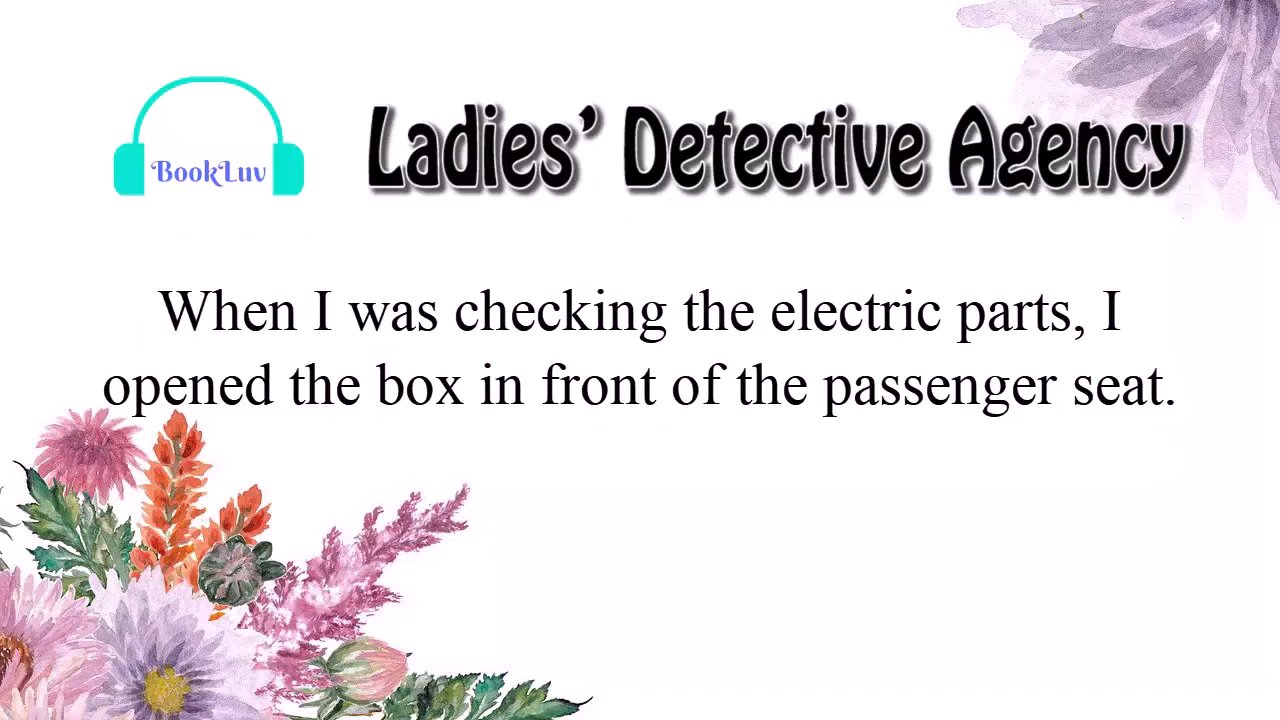 BookLuv
Ladies’ Detective Agency
When I was checking the electric parts, I
opened the box in front of the passenger seat.